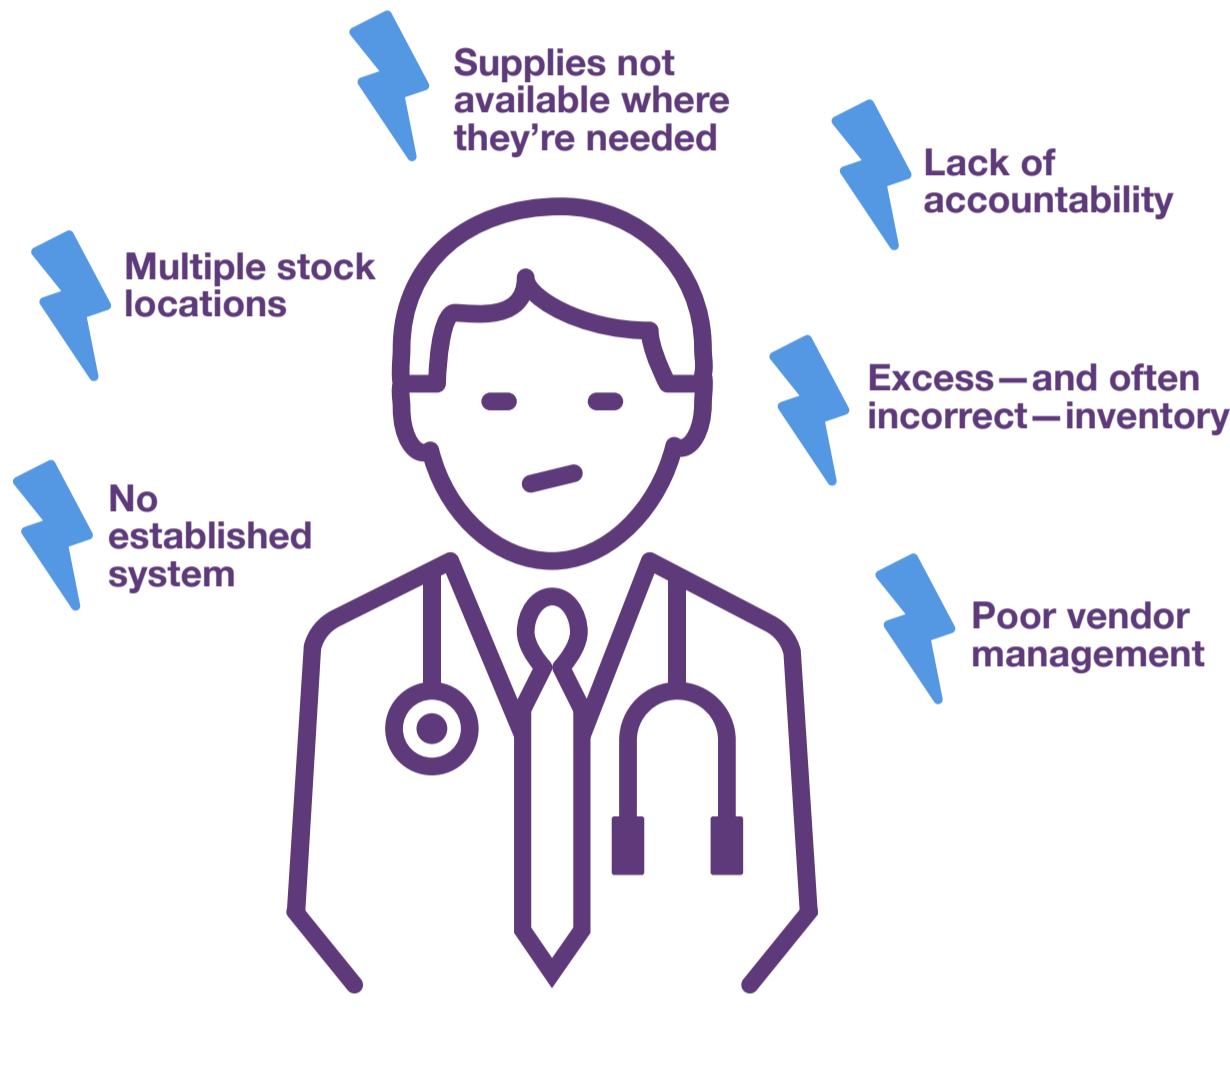 Supplies not
available where
they’re needed
Lack of
accountability
Multiple stock
locations
Excess—and often
incorrect—inventory
No
established
system
Poor vendor
management